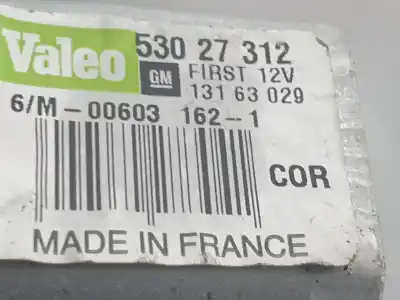 Valeo 530 27 312
GM FIRST 12V
131 63 029
6/M-00603 162-1
COR
MADE IN FRANCE